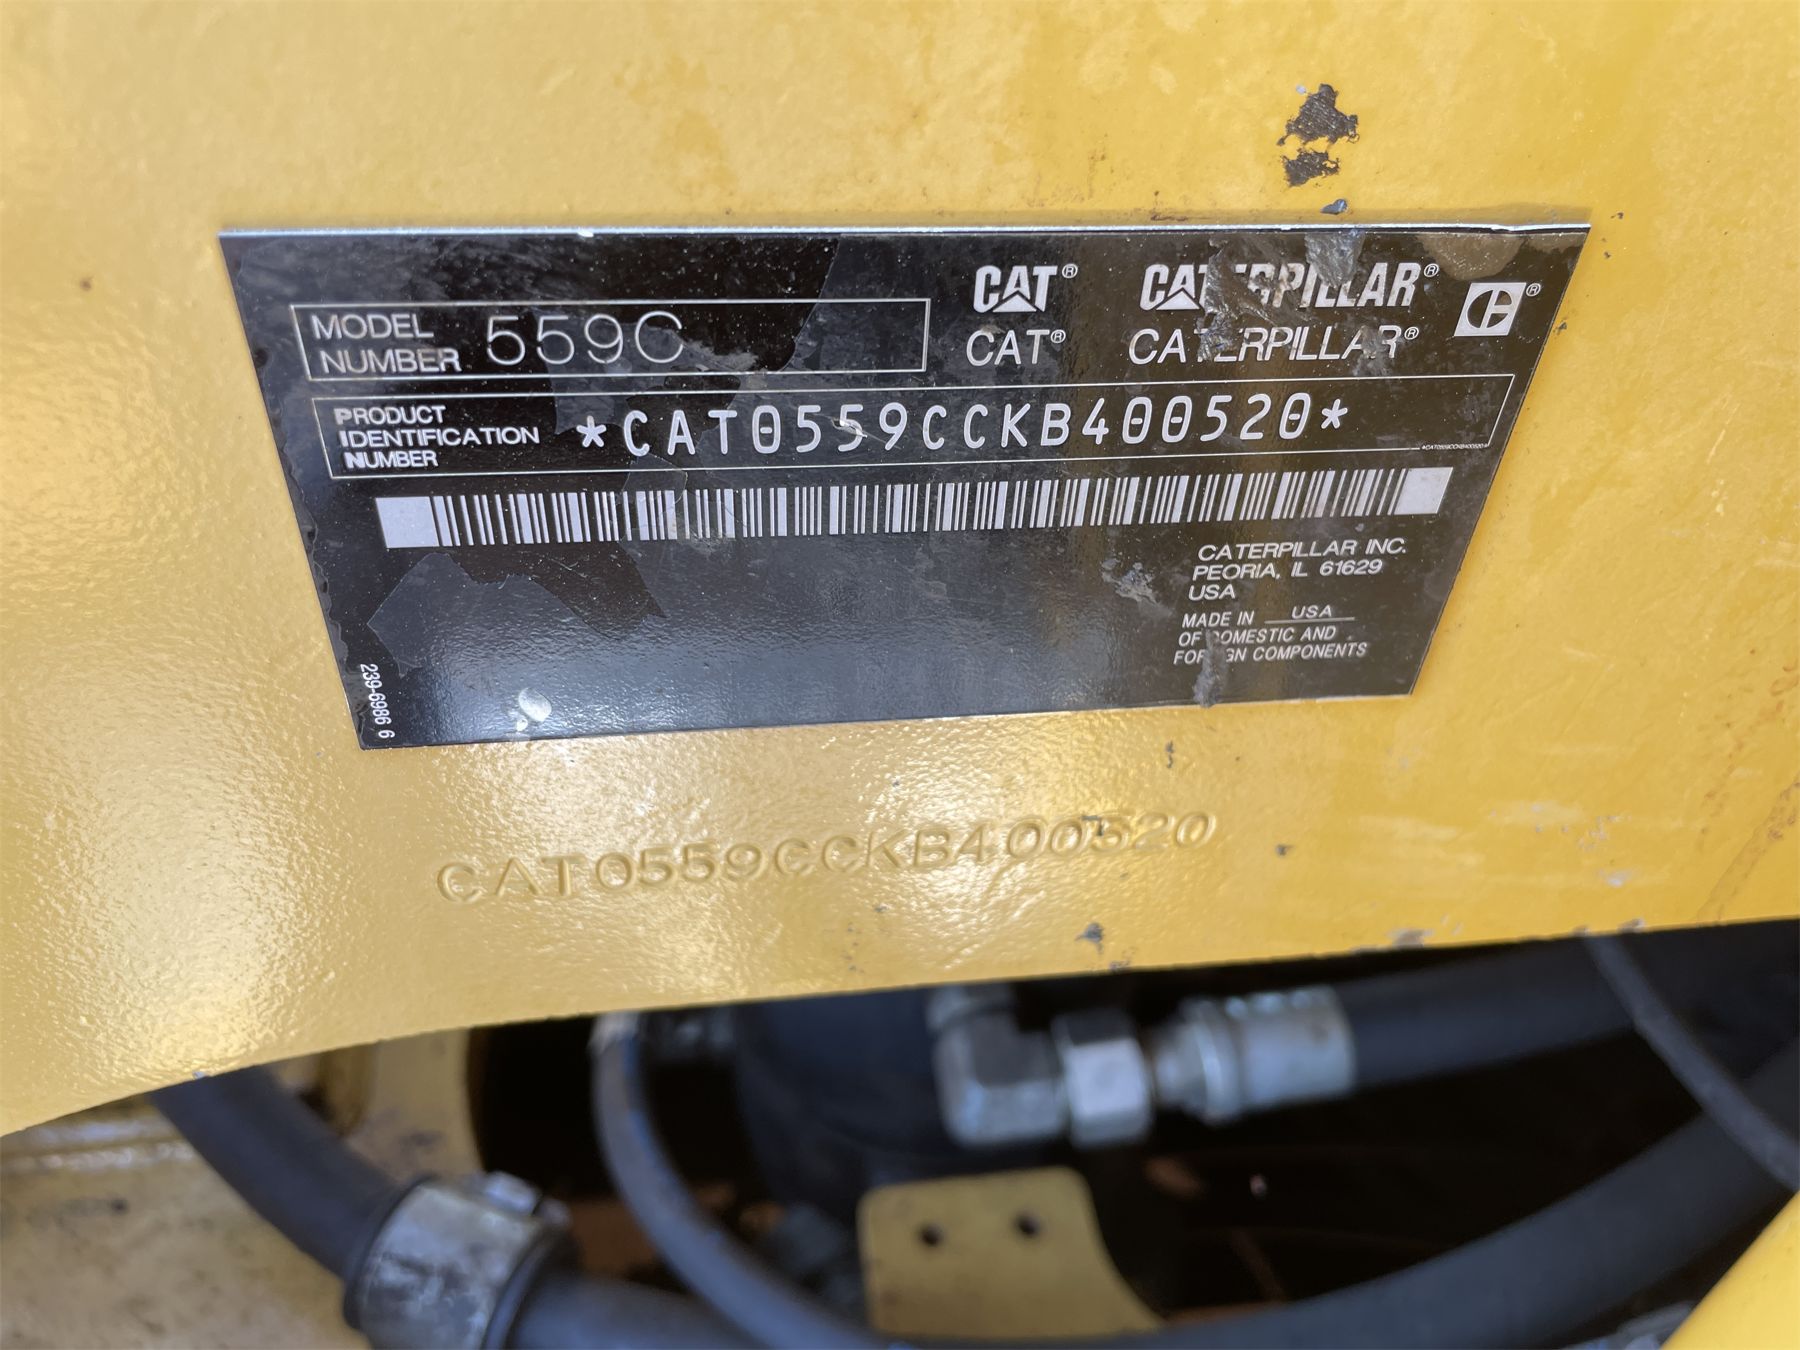 MODEL NUMBER 559C
CAT® CATERPILLAR® ®
CAT® CATERPILLAR®
PRODUCT IDENTIFICATION NUMBER *CAT0559CCKB400520*
*CAT0559CCKB400520*
CATERPILLAR INC.
PEORIA, IL 61629
USA
MADE IN USA
OF DOMESTIC AND
FOREIGN COMPONENTS
239-6986 6
CAT0559CCKB400520